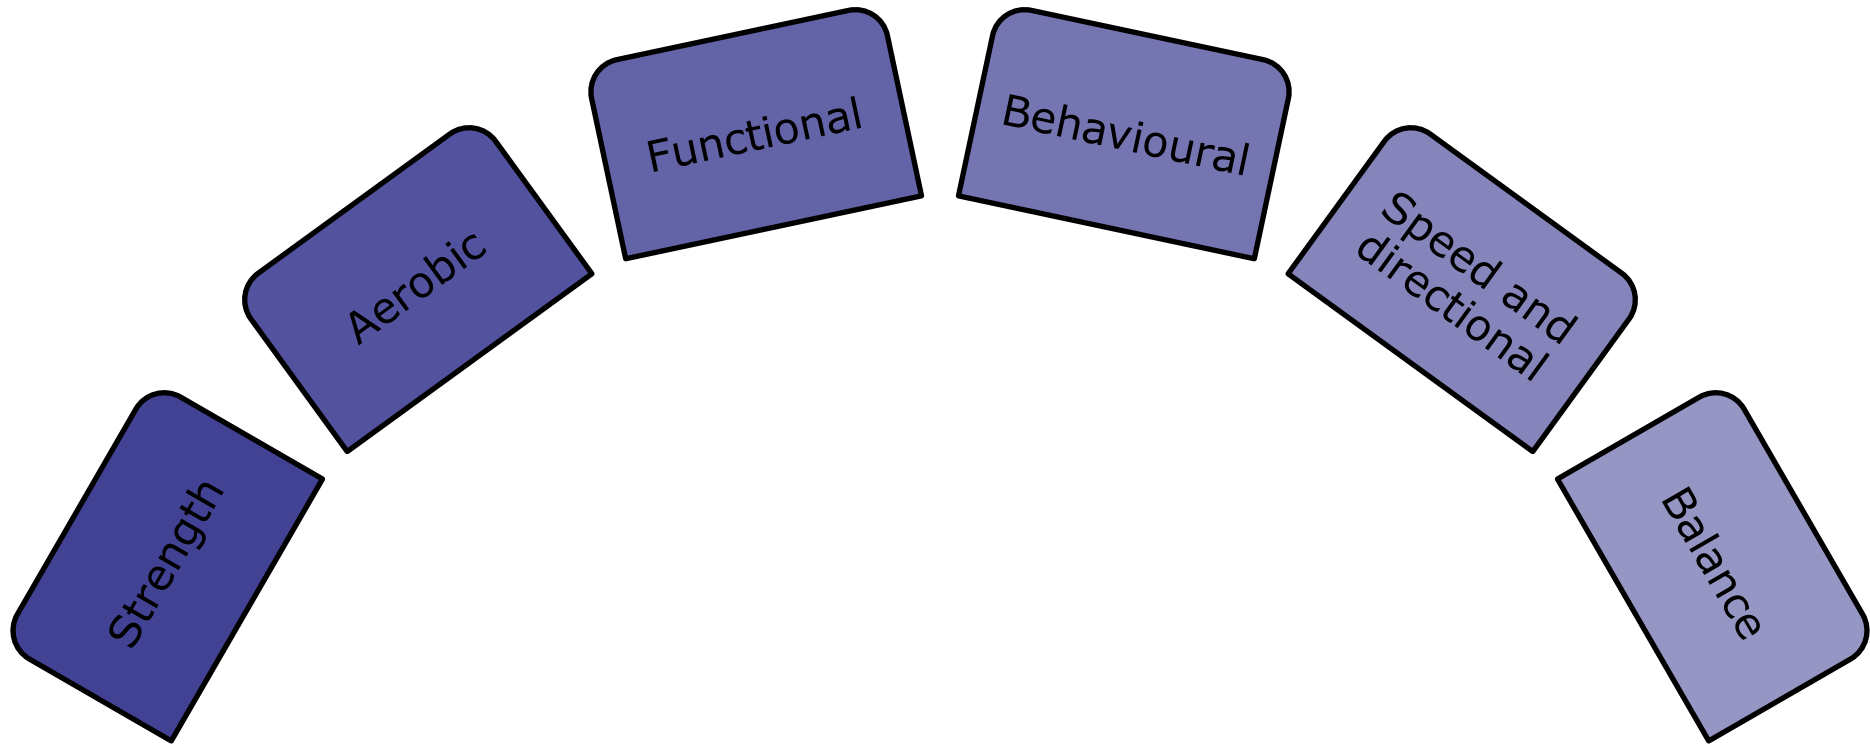 Strength
Aerobic
Functional
Behavioural
Speed and
directional
Balance